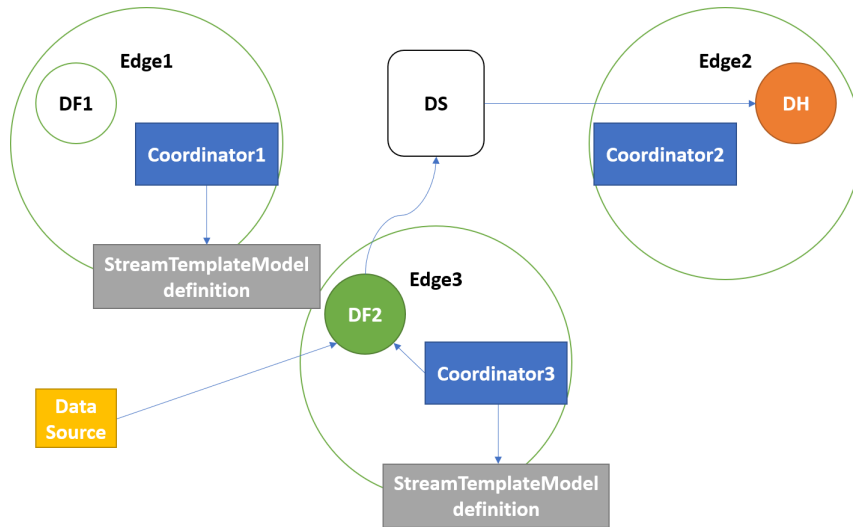 Edge1
DF1
Coordinator1
StreamTemplateModel
definition
DS
Edge2
DH
Coordinator2
Edge3
DF2
Coordinator3
Data
Source
StreamTemplateModel
definition